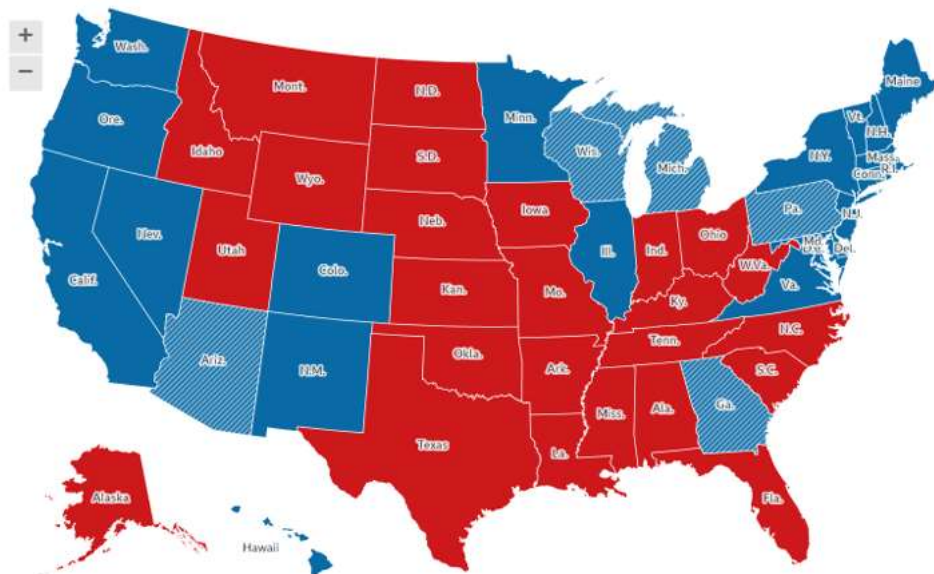 +
−
Wash.
Mont.
N.D.
Minn.
Maine
Ore.
Idaho
S.D.
Wis.
Mich.
Vt.
N.H.
N.Y.
Mass.
R.I.
Conn.
Wyo.
Iowa
Neb.
Pa.
N.J.
Nev.
Utah
Colo.
Ill.
Ind.
Ohio
Md.
Del.
W.Va.
Va.
Calif.
Kan.
Mo.
Ky.
Ariz.
N.M.
Okla.
Ark.
Tenn.
N.C.
S.C.
Miss.
Ala.
Ga.
Texas
La.
Fla.
Alaska
Hawaii